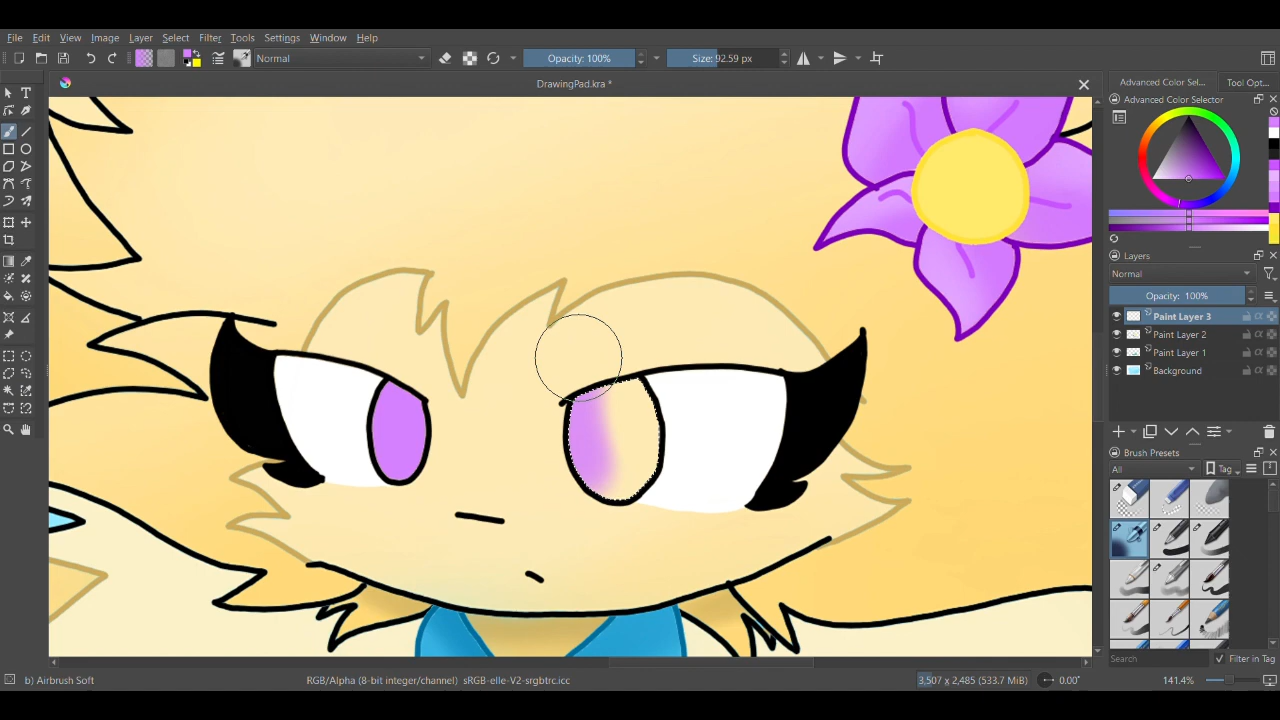 File Edit View Image Layer Select Filter Tools Settings Window Help
Normal
Opacity: 100%
Size: 92.59 px
DrawingPad.kra *
Advanced Color Sel...
Tool Opt...
Advanced Color Selector
Layers
Normal
Opacity: 100%
Paint Layer 3
Paint Layer 2
Paint Layer 1
Background
Brush Presets
All
Tag
Search
Filter in Tag
b) Airbrush Soft
RGB/Alpha (8-bit integer/channel) sRGB-elle-V2-srgbtrc.icc
3,507 x 2,485 (533.7 MiB)
0.00°
141.4%